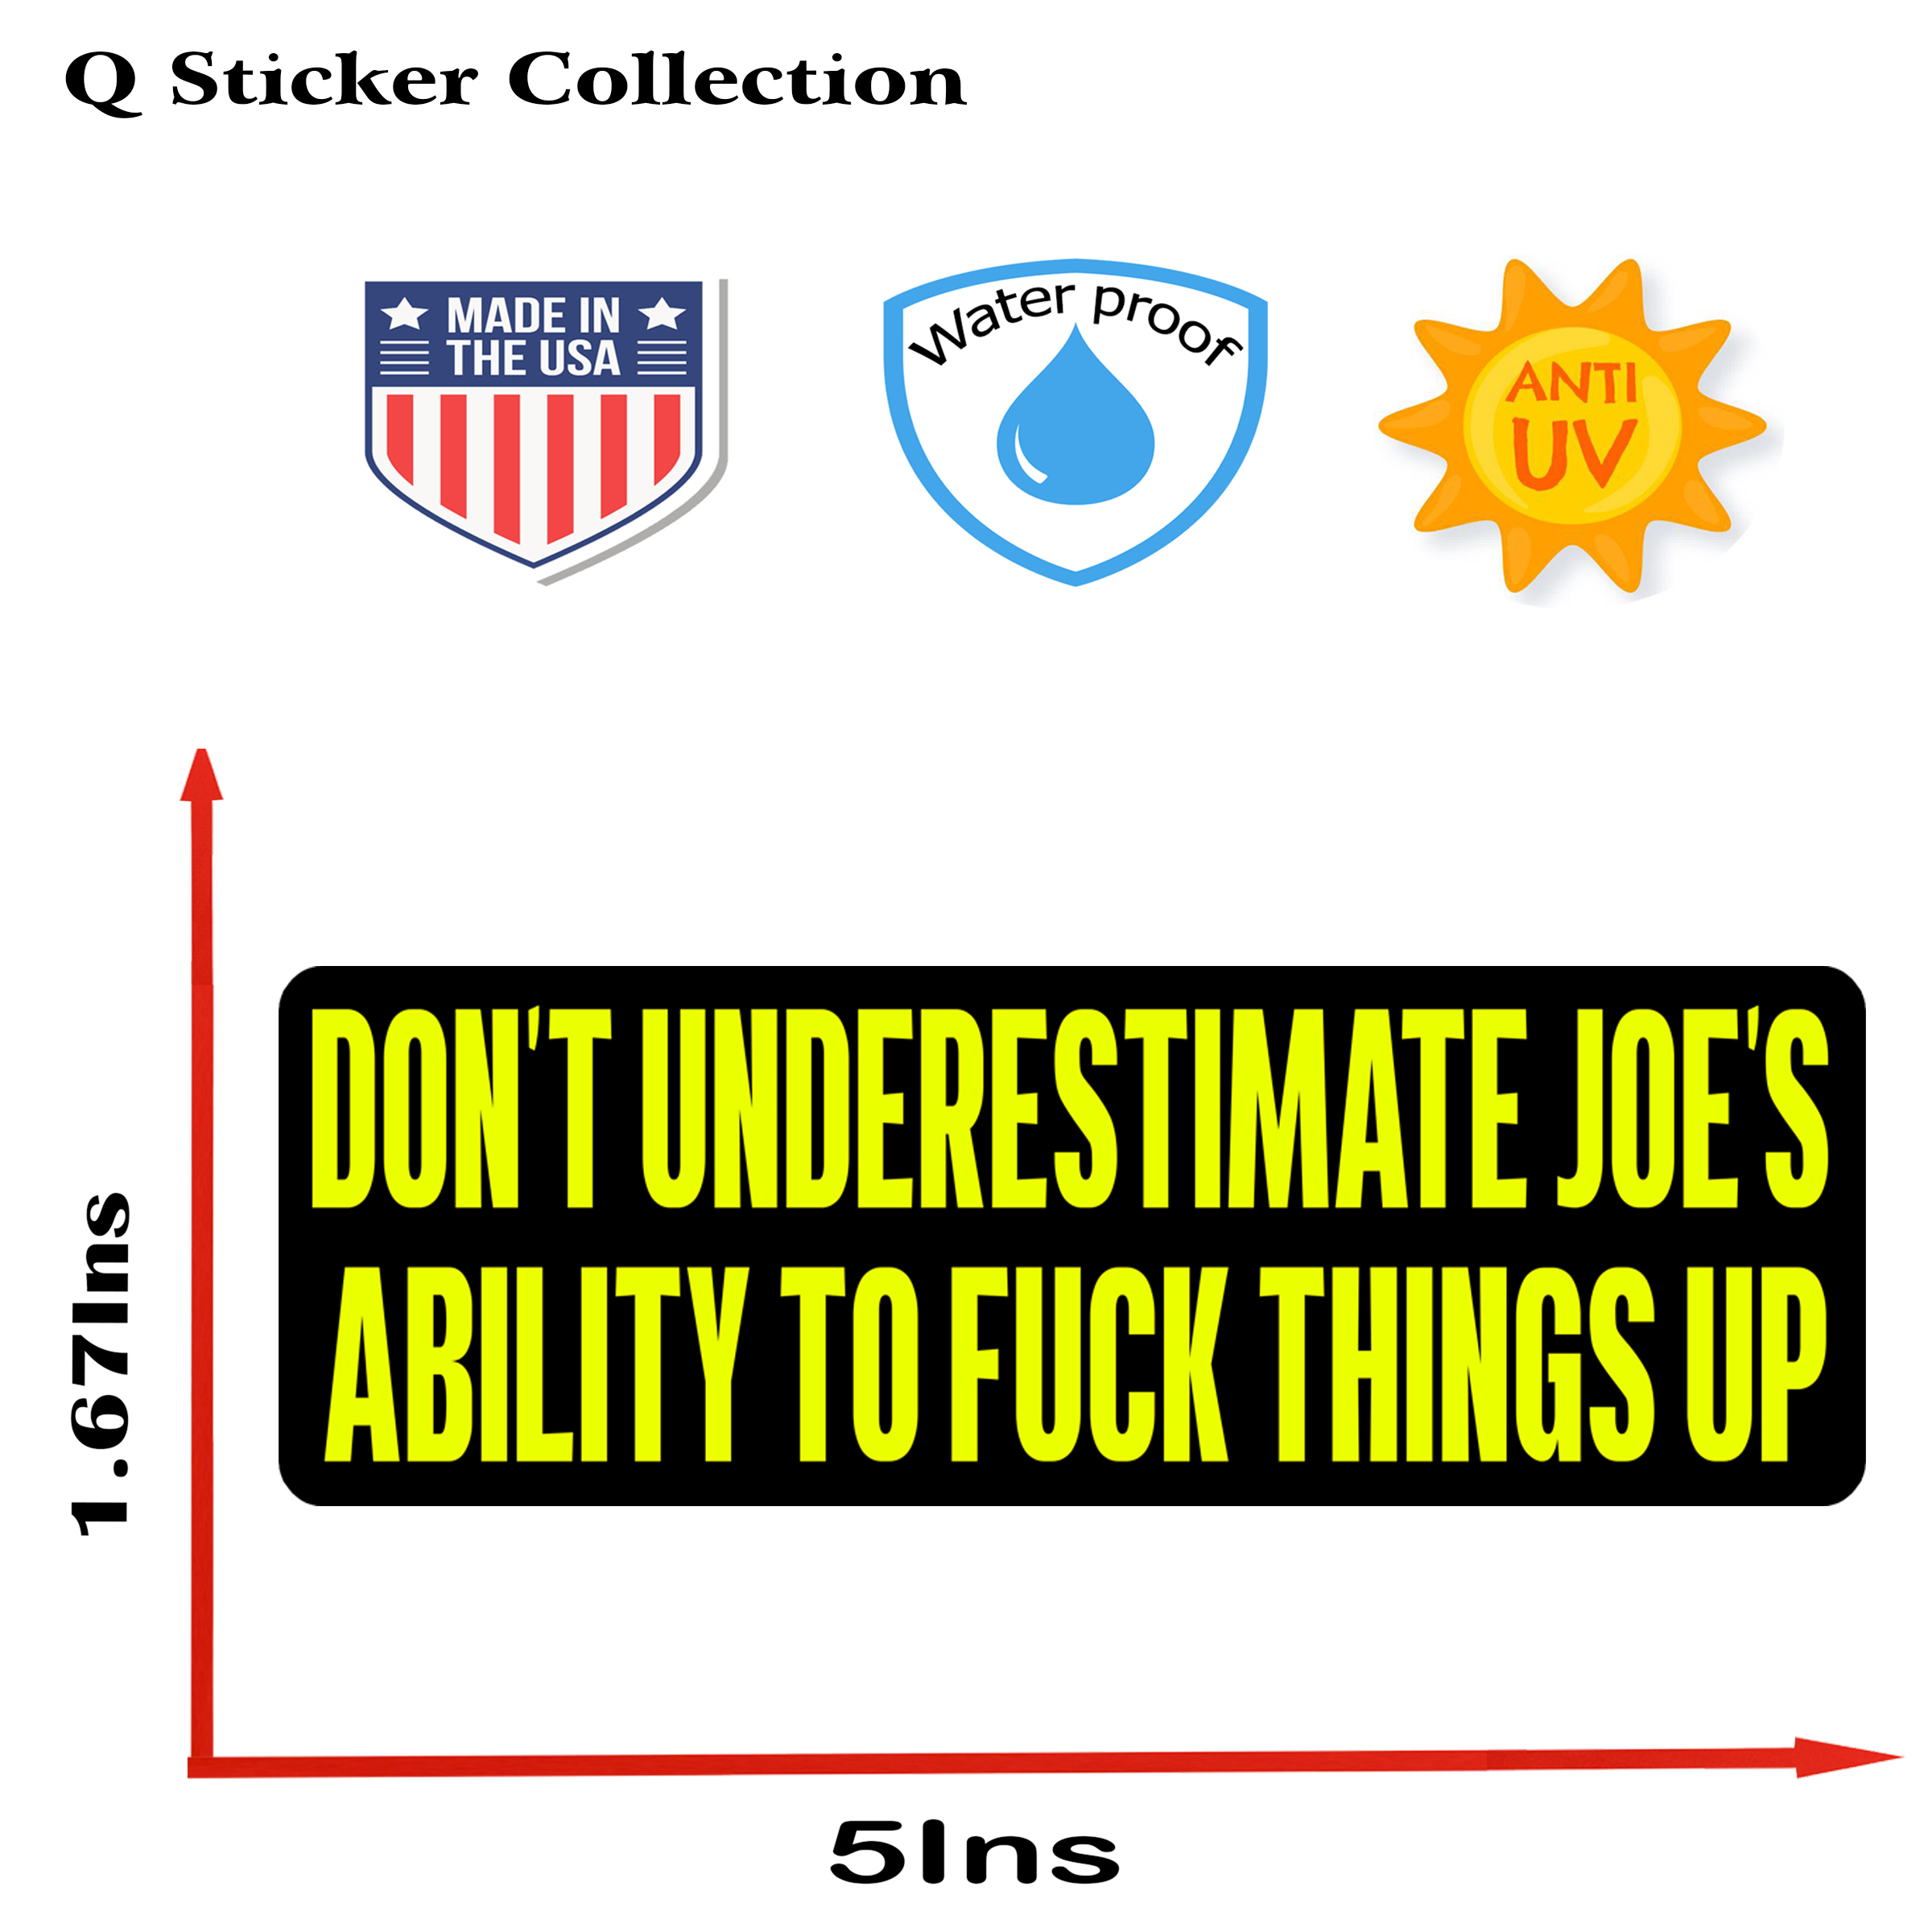 Q Sticker Collection
MADE IN
THE USA
Water proof
ANTI
UV
1.67Ins
DON'T UNDERESTIMATE JOE'S
ABILITY TO FUCK THINGS UP
5Ins